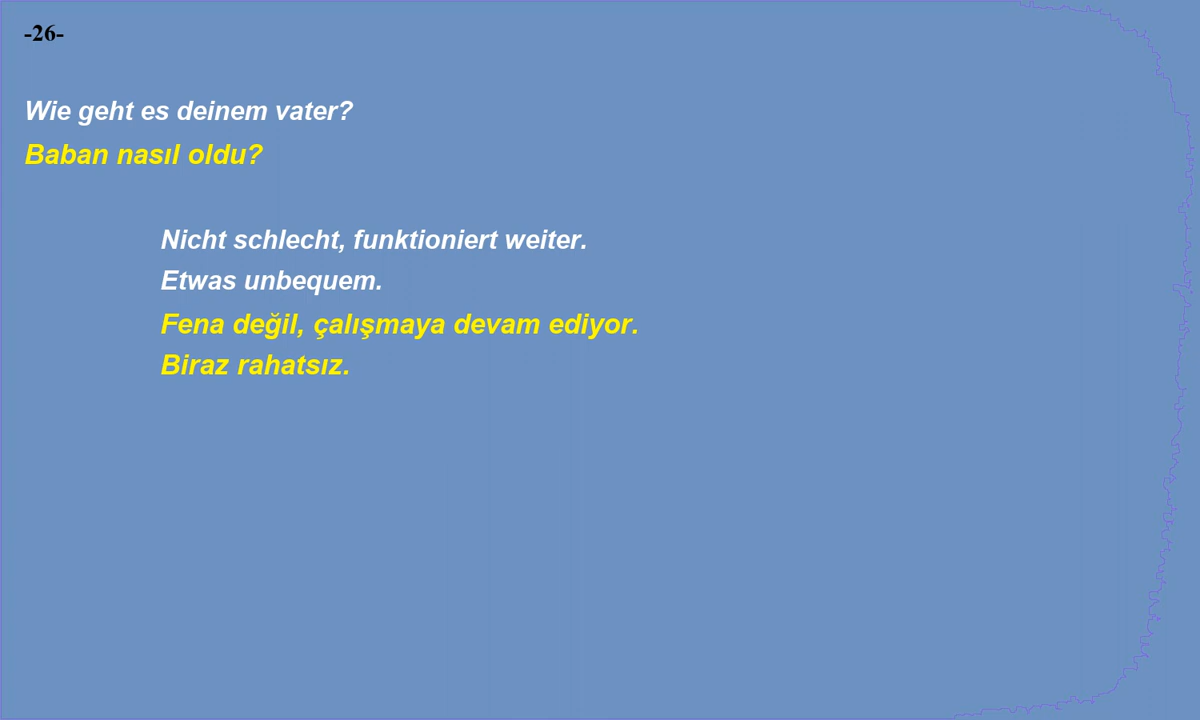 -26-
Wie geht es deinem vater?
Baban nasıl oldu?
Nicht schlecht, funktioniert weiter.
Etwas unbequem.
Fena değil, çalışmaya devam ediyor.
Biraz rahatsız.